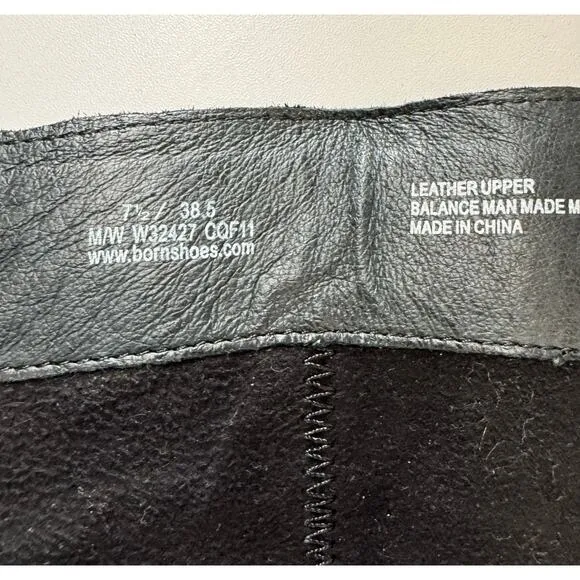 7½ / 38.5
M/W W32427 CQF11
www.bornshoes.com
LEATHER UPPER
BALANCE MAN MADE M
MADE IN CHINA